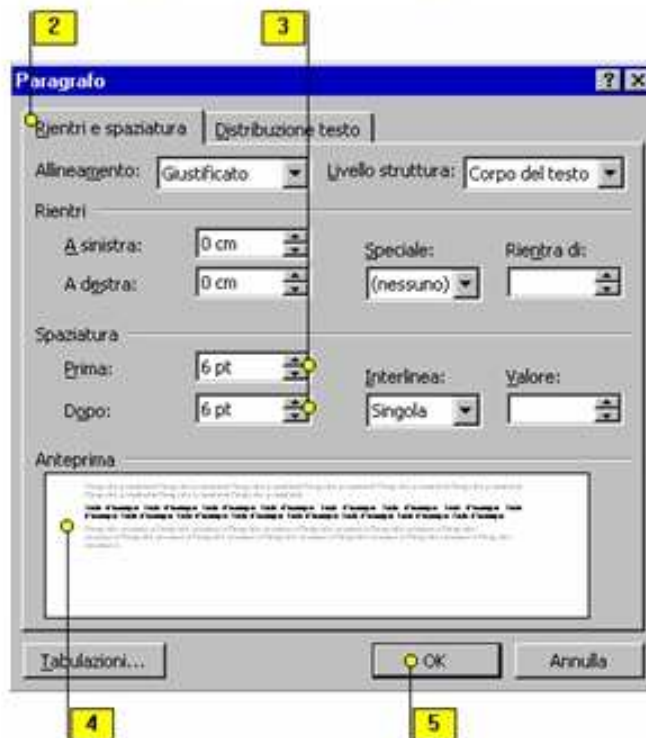 2 3
Paragrafo
Rientri e spaziatura Distribuzione testo
Allineamento: Giustificato Livello struttura: Corpo del testo
Rientri
A sinistra: 0 cm Speciale: Rientra di:
A destra: 0 cm (nessuno)
Spaziatura
Prima: 6 pt Interlinea: Valore:
Dopo: 6 pt Singola
Anteprima
Tabulazioni... OK Annulla
4 5